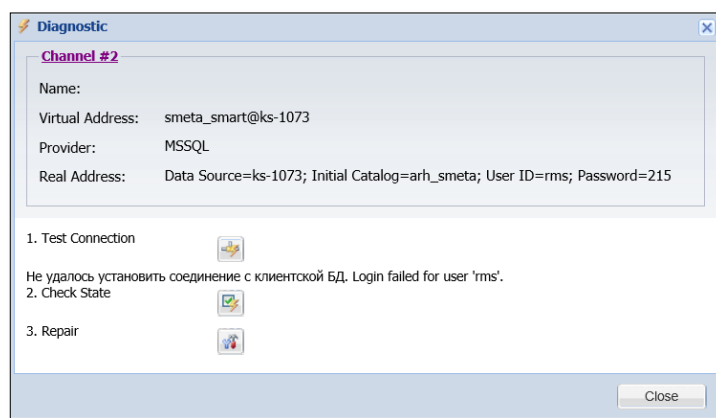 Diagnostic
Channel #2
Name:
Virtual Address: smeta_smart@ks-1073
Provider: MSSQL
Real Address: Data Source=ks-1073; Initial Catalog=arh_smeta; User ID=rms; Password=215
1. Test Connection
Не удалось установить соединение с клиентской БД. Login failed for user 'rms'.
2. Check State
3. Repair
Close